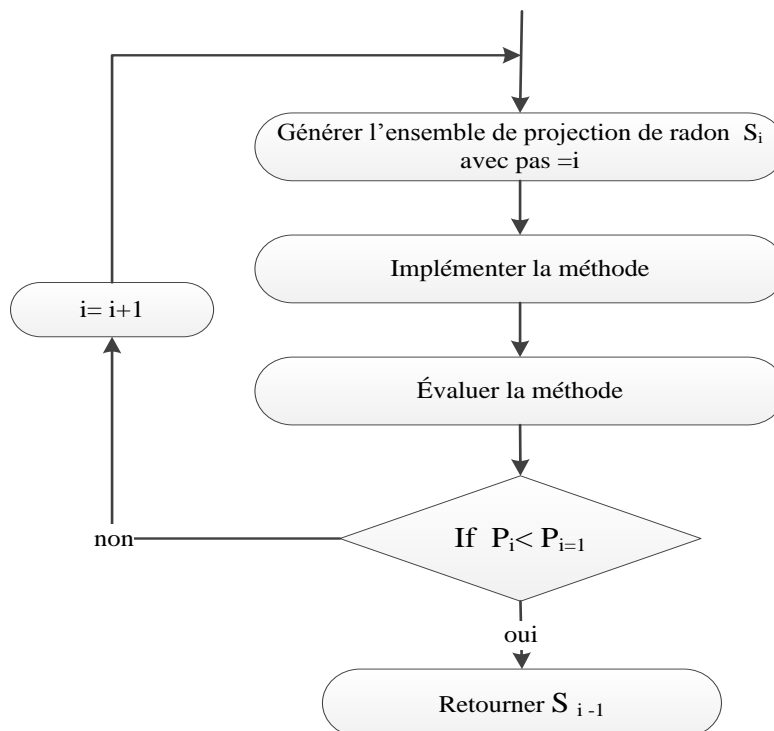 Générer l'ensemble de projection de radon Si
avec pas =i
Implémenter la méthode
i= i+1
Évaluer la méthode
If Pi< Pi=1
non
oui
Retourner S i -1